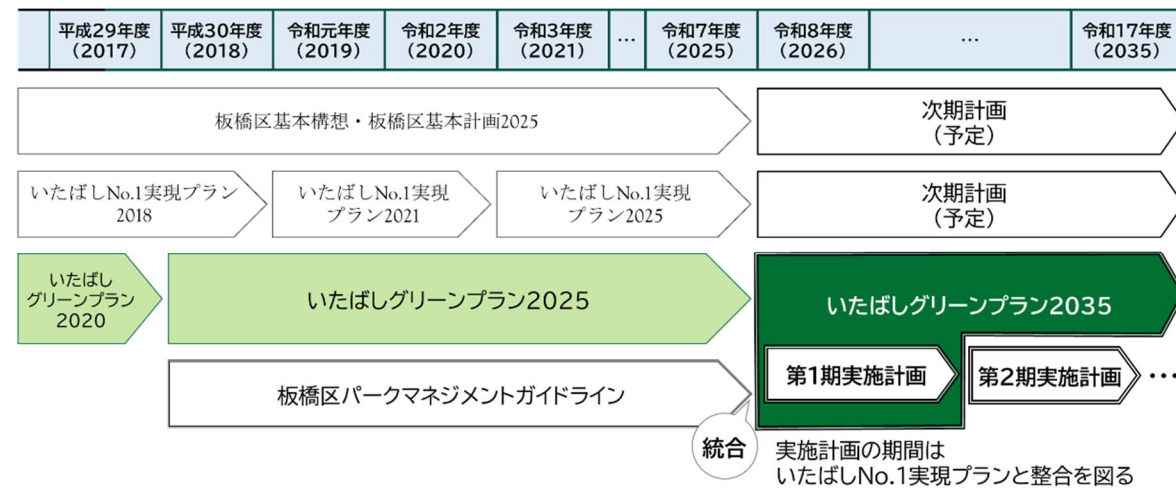 平成29年度
（2017）
平成30年度
（2018）
令和元年度
（2019）
令和2年度
（2020）
令和3年度
（2021）
…
令和7年度
（2025）
令和8年度
（2026）
…
令和17年度
（2035）
板橋区基本構想・板橋区基本計画2025
次期計画
（予定）
いたばしNo.1実現プラン
2018
いたばしNo.1実現
プラン2021
いたばしNo.1実現
プラン2025
次期計画
（予定）
いたばし
グリーンプラン
2020
いたばしグリーンプラン2025
いたばしグリーンプラン2035
板橋区パークマネジメントガイドライン
第1期実施計画
第2期実施計画
…
統合
実施計画の期間は
いたばしNo.1実現プランと整合を図る